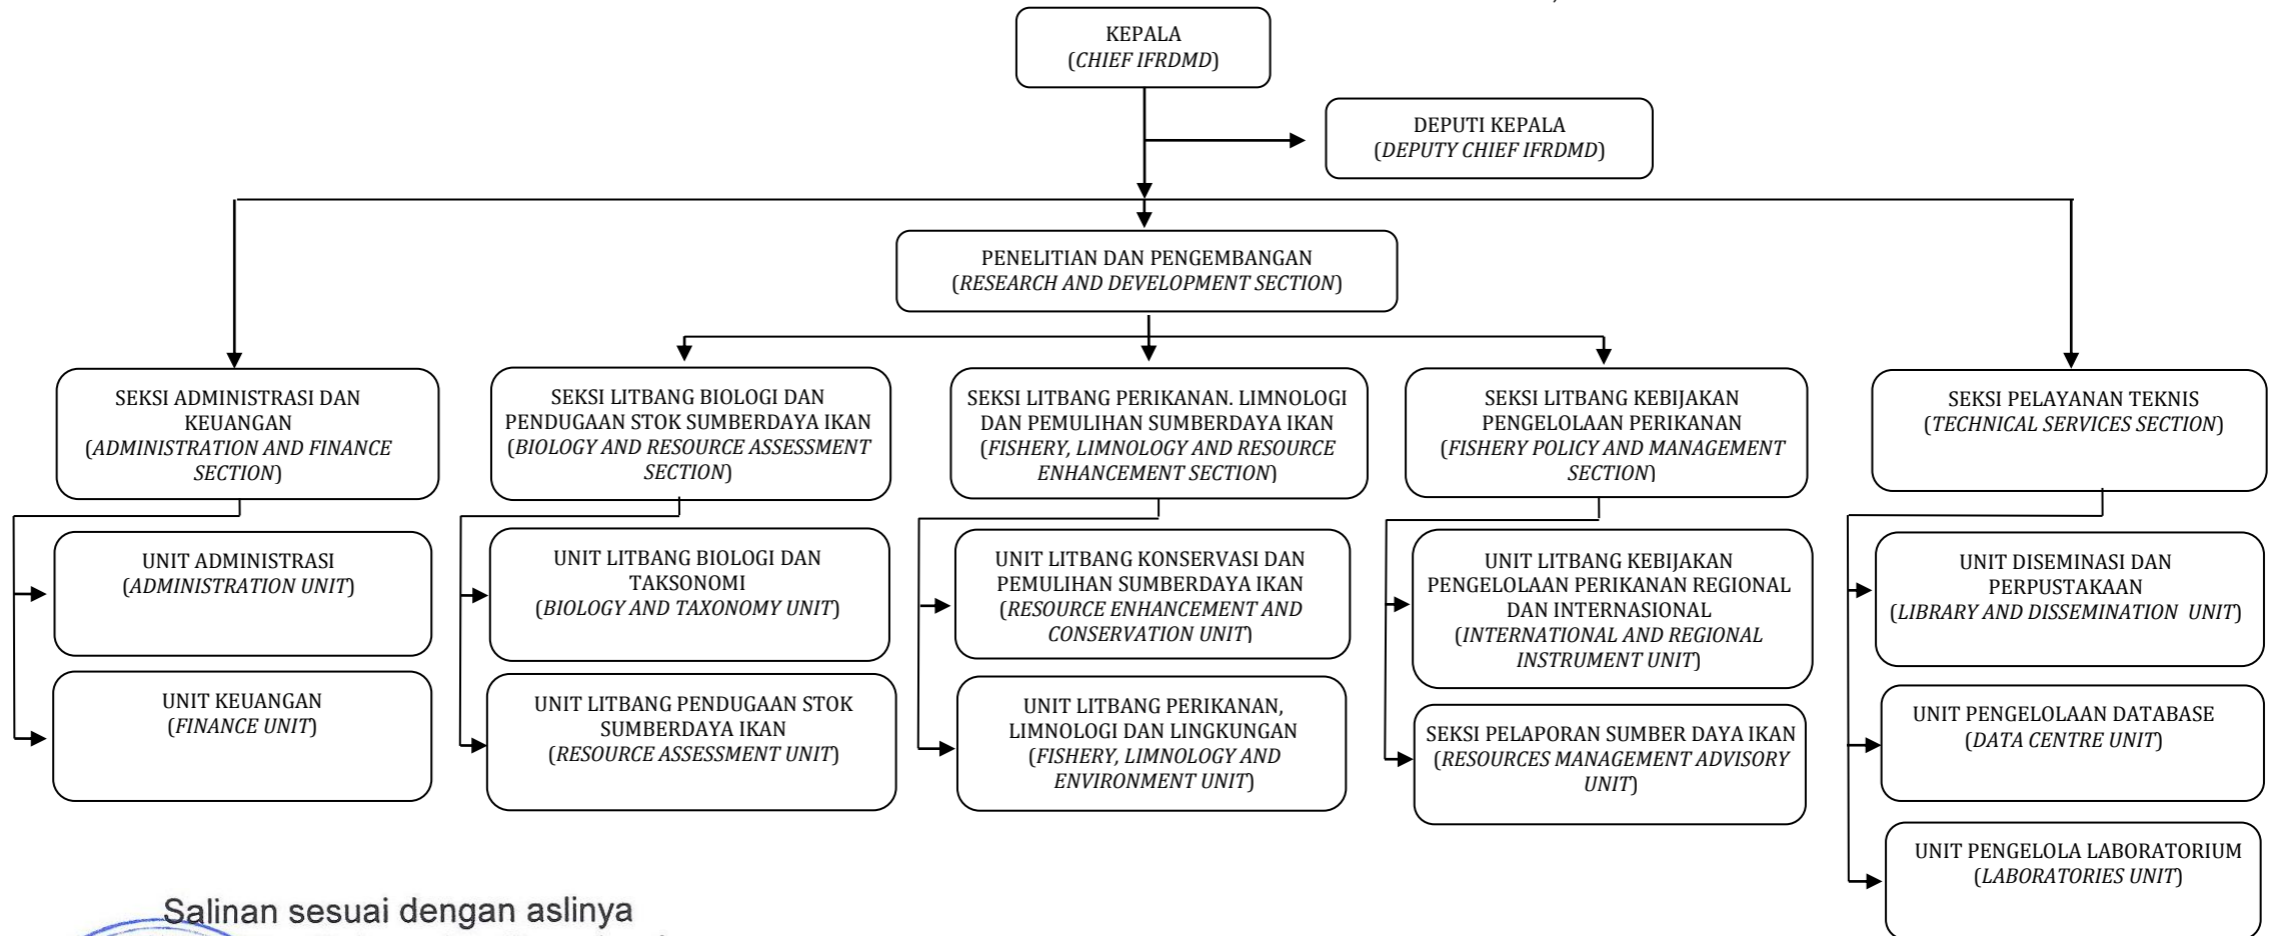 KEPALA
(CHIEF IFRDMD)
DEPUTI KEPALA
(DEPUTY CHIEF IFRDMD)
PENELITIAN DAN PENGEMBANGAN
(RESEARCH AND DEVELOPMENT SECTION)
SEKSI ADMINISTRASI DAN
KEUANGAN
(ADMINISTRATION AND FINANCE
SECTION)
SEKSI LITBANG BIOLOGI DAN
PENDUGAAN STOK SUMBERDAYA IKAN
(BIOLOGY AND RESOURCE ASSESSMENT
SECTION)
SEKSI LITBANG PERIKANAN. LIMNOLOGI
DAN PEMULIHAN SUMBERDAYA IKAN
(FISHERY, LIMNOLOGY AND RESOURCE
ENHANCEMENT SECTION)
SEKSI LITBANG KEBIJAKAN
PENGELOLAAN PERIKANAN
(FISHERY POLICY AND MANAGEMENT
SECTION)
SEKSI PELAYANAN TEKNIS
(TECHNICAL SERVICES SECTION)
UNIT ADMINISTRASI
(ADMINISTRATION UNIT)
UNIT KEUANGAN
(FINANCE UNIT)
UNIT LITBANG BIOLOGI DAN
TAKSONOMI
(BIOLOGY AND TAXONOMY UNIT)
UNIT LITBANG PENDUGAAN STOK
SUMBERDAYA IKAN
(RESOURCE ASSESSMENT UNIT)
UNIT LITBANG KONSERVASI DAN
PEMULIHAN SUMBERDAYA IKAN
(RESOURCE ENHANCEMENT AND
CONSERVATION UNIT)
UNIT LITBANG PERIKANAN,
LIMNOLOGI DAN LINGKUNGAN
(FISHERY, LIMNOLOGY AND
ENVIRONMENT UNIT)
UNIT LITBANG KEBIJAKAN
PENGELOLAAN PERIKANAN REGIONAL
DAN INTERNASIONAL
(INTERNATIONAL AND REGIONAL
INSTRUMENT UNIT)
SEKSI PELAPORAN SUMBER DAYA IKAN
(RESOURCES MANAGEMENT ADVISORY
UNIT)
UNIT DISEMINASI DAN
PERPUSTAKAAN
(LIBRARY AND DISSEMINATION UNIT)
UNIT PENGELOLAAN DATABASE
(DATA CENTRE UNIT)
UNIT PENGELOLA LABORATORIUM
(LABORATORIES UNIT)
Salinan sesuai dengan aslinya